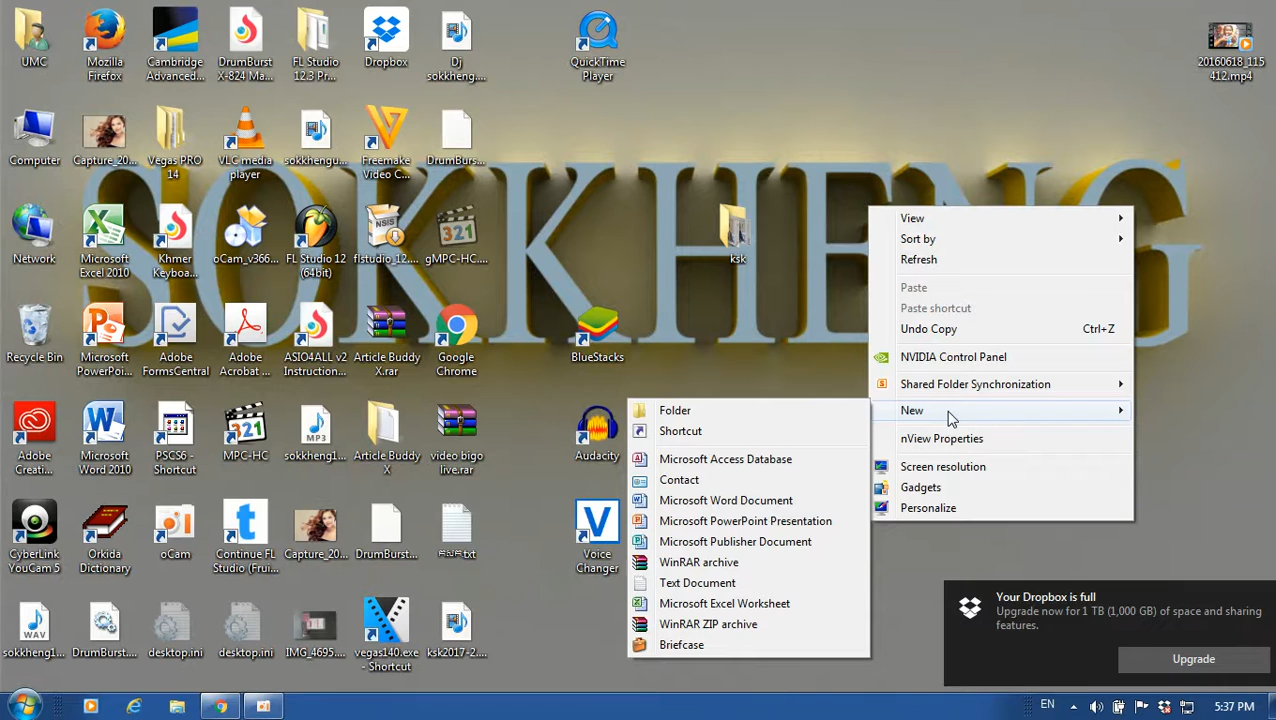 UMC
Mozilla
Firefox
Cambridge
Advanced...
DrumBurst
X-824 Ma...
FL Studio
12.3 Pr...
Dropbox
Dj
sokkheng....
QuickTime
Player
20160618_115
412.mp4
Computer
Capture_20...
Vegas PRO
14
VLC media
player
sokkhengu...
Freemake
Video C...
DrumBurs...
SOKKHENG
Network
Microsoft
Excel 2010
Khmer
Keyboa...
oCam_v366...
FL Studio 12
(64bit)
flstudio_12....
gMPC-HC....
ksk
Recycle Bin
Microsoft
PowerPoi...
Adobe
FormsCentral
Adobe
Acrobat ...
ASIO4ALL v2
Instruction...
Article Buddy
X.rar
Google
Chrome
BlueStacks
Adobe
Creati...
Microsoft
Word 2010
PSCS6 -
Shortcut
MPC-HC
MP3
sokkheng1...
Article Buddy
X
video bigo
live.rar
Audacity
CyberLink
YouCam 5
Orkida
Dictionary
oCam
Continue FL
Studio (Frui...
Capture_20...
DrumBurst...
Voice
Changer
WAV
sokkheng1...
DrumBurst....
desktop.ini
desktop.ini
IMG_4695....
vegas140.exe
- Shortcut
ksk2017-2....
View
Sort by
Refresh
Paste
Paste shortcut
Undo Copy Ctrl+Z
NVIDIA Control Panel
Shared Folder Synchronization
New
nView Properties
Screen resolution
Gadgets
Personalize
Folder
Shortcut
Microsoft Access Database
Contact
Microsoft Word Document
Microsoft PowerPoint Presentation
Microsoft Publisher Document
WinRAR archive
Text Document
Microsoft Excel Worksheet
WinRAR ZIP archive
Briefcase
Your Dropbox is full
Upgrade now for 1 TB (1,000 GB) of space and sharing
features.
Upgrade
EN
5:37 PM